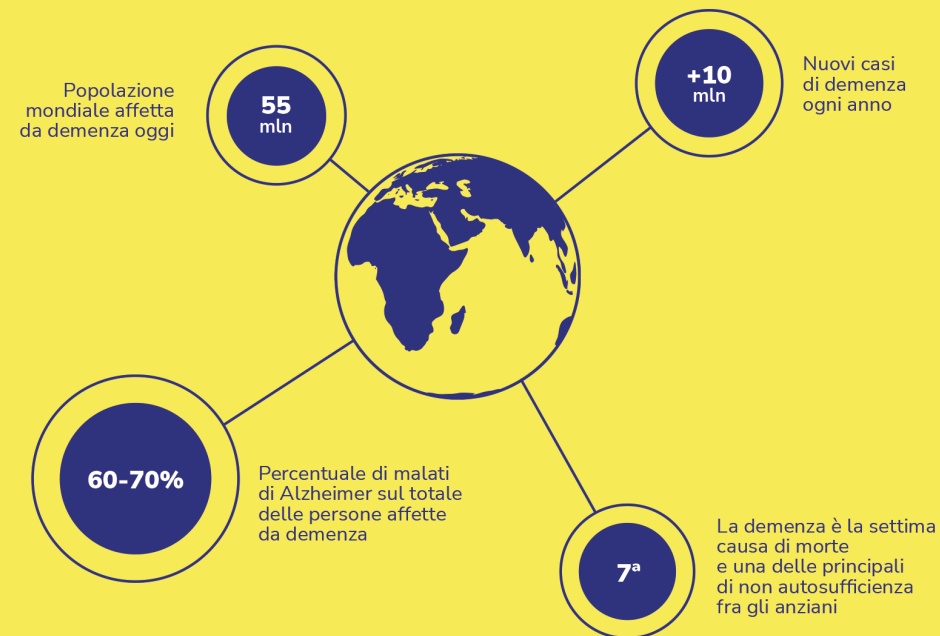 Popolazione
mondiale affetta
da demenza oggi
55
mln
+10
mln
Nuovi casi
di demenza
ogni anno
60-70%
Percentuale di malati
di Alzheimer sul totale
delle persone affette
da demenza
7ª
La demenza è la settima
causa di morte
e una delle principali
di non autosufficienza
fra gli anziani